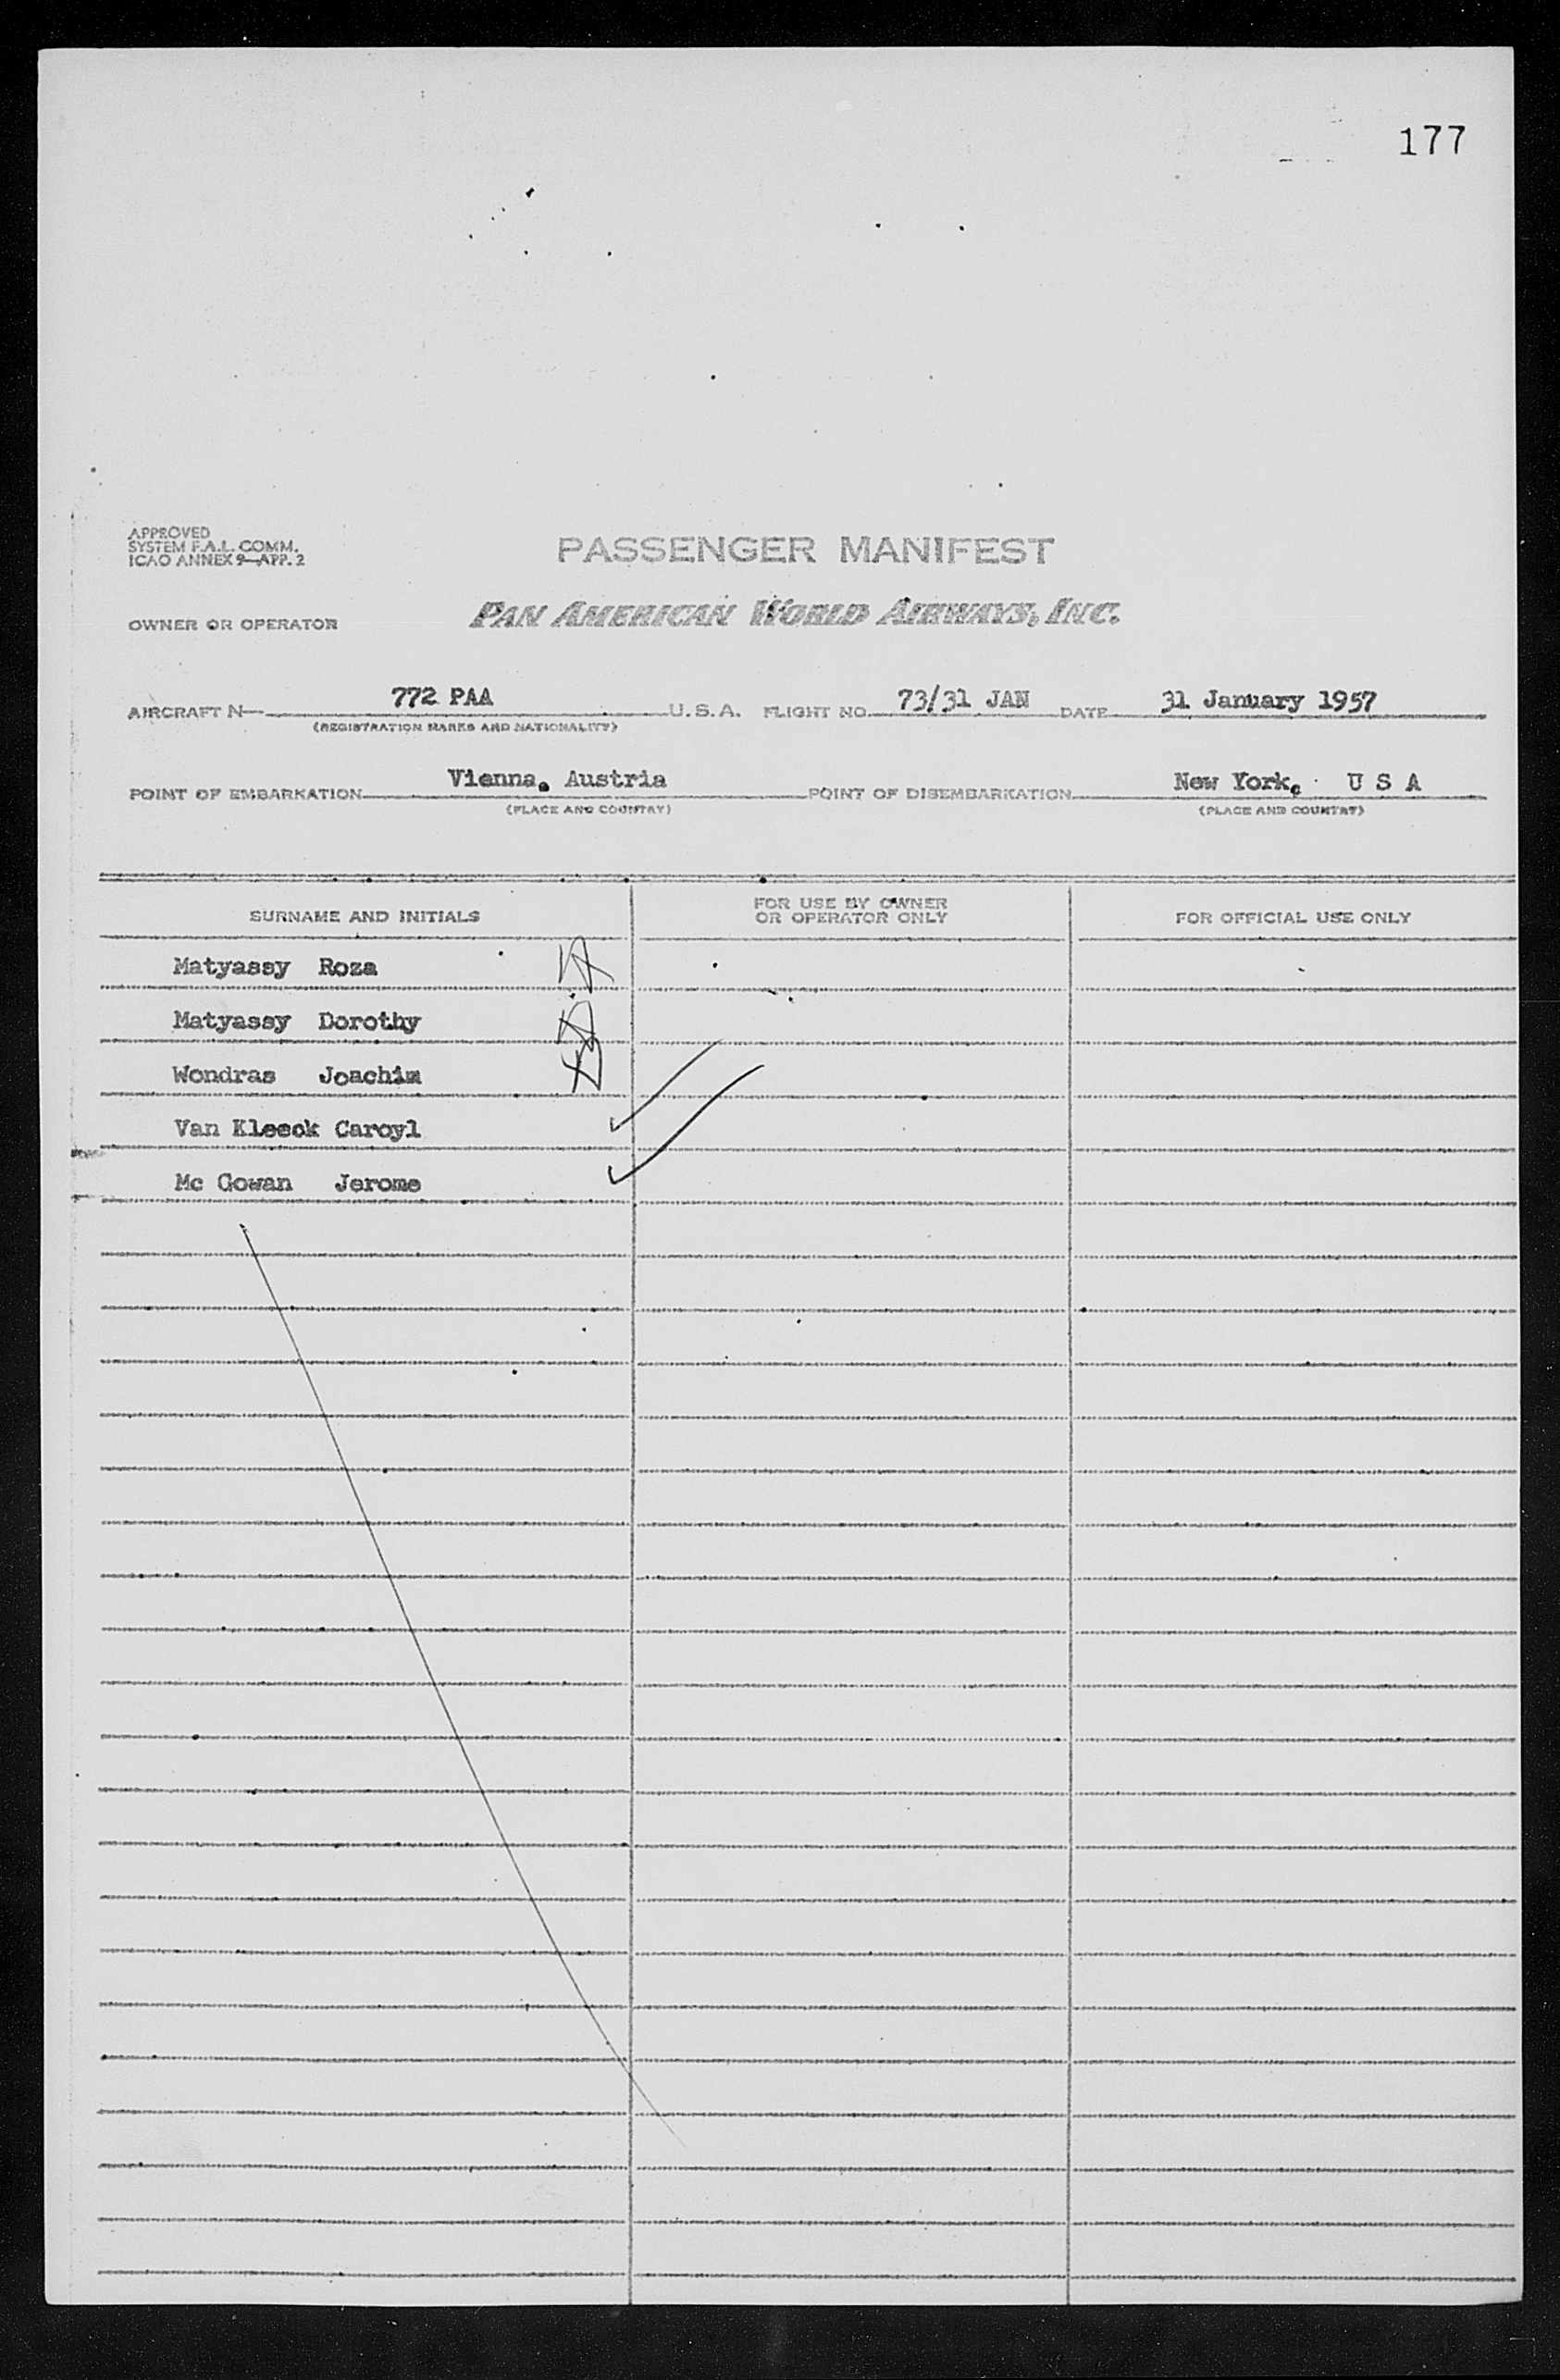 177
APPROVED
SYSTEM F.A.L. COMM.
ICAO ANNEX 9—APP. 2
PASSENGER MANIFEST
OWNER OR OPERATOR PAN AMERICAN WORLD AIRWAYS, INC.
AIRCRAFT N— 772 PAA U.S.A. FLIGHT NO. 73/31 JAN DATE 31 January 1957
(REGISTRATION MARKS AND NATIONALITY)
POINT OF EMBARKATION Vienna, Austria POINT OF DISEMBARKATION New York, U S A
(PLACE AND COUNTRY) (PLACE AND COUNTRY)
SURNAME AND INITIALS FOR USE BY OWNER OR OPERATOR ONLY FOR OFFICIAL USE ONLY
Matyassy Roza
Matyassy Dorothy
Wondras Joachim
Van Kleeck Caroyl
Mc Gowan Jerome